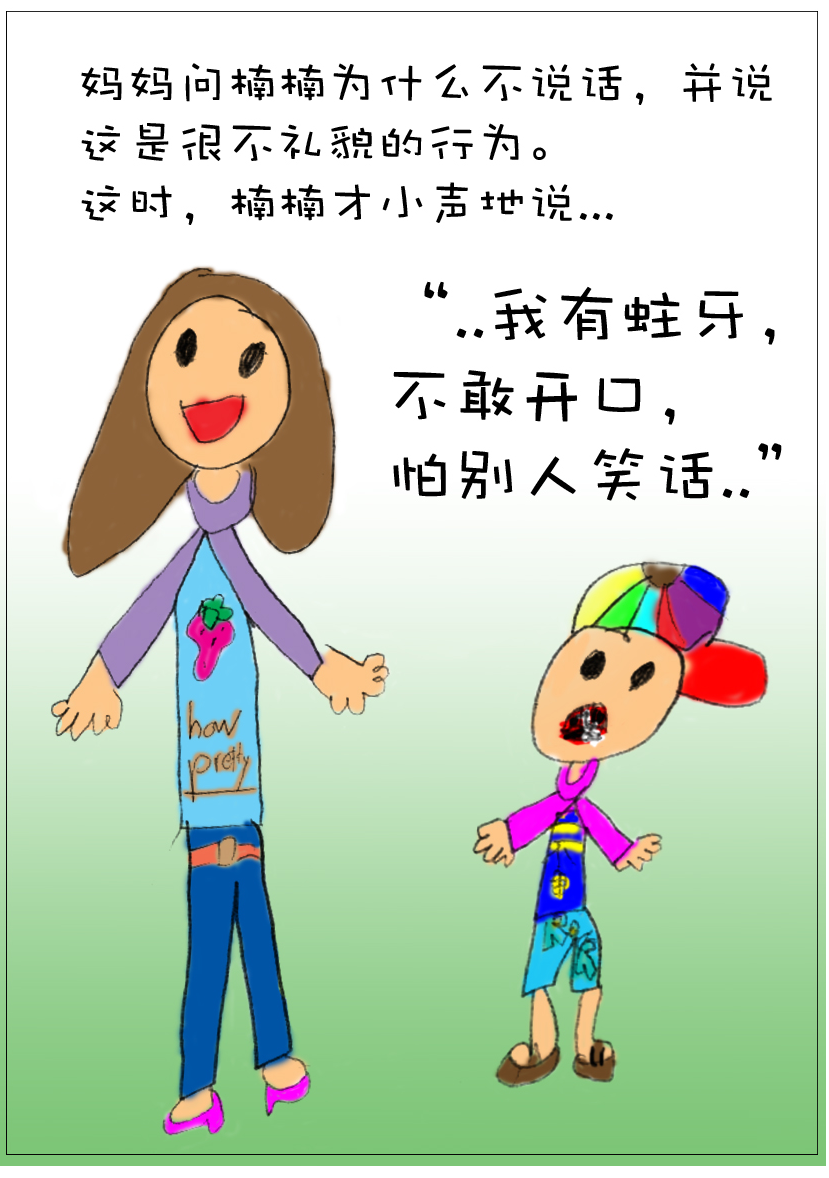 妈妈问楠楠为什么不说话，并说
这是很不礼貌的行为。
这时，楠楠才小声地说...
“..我有蛀牙，
不敢开口，
怕别人笑话..”
how
pretty